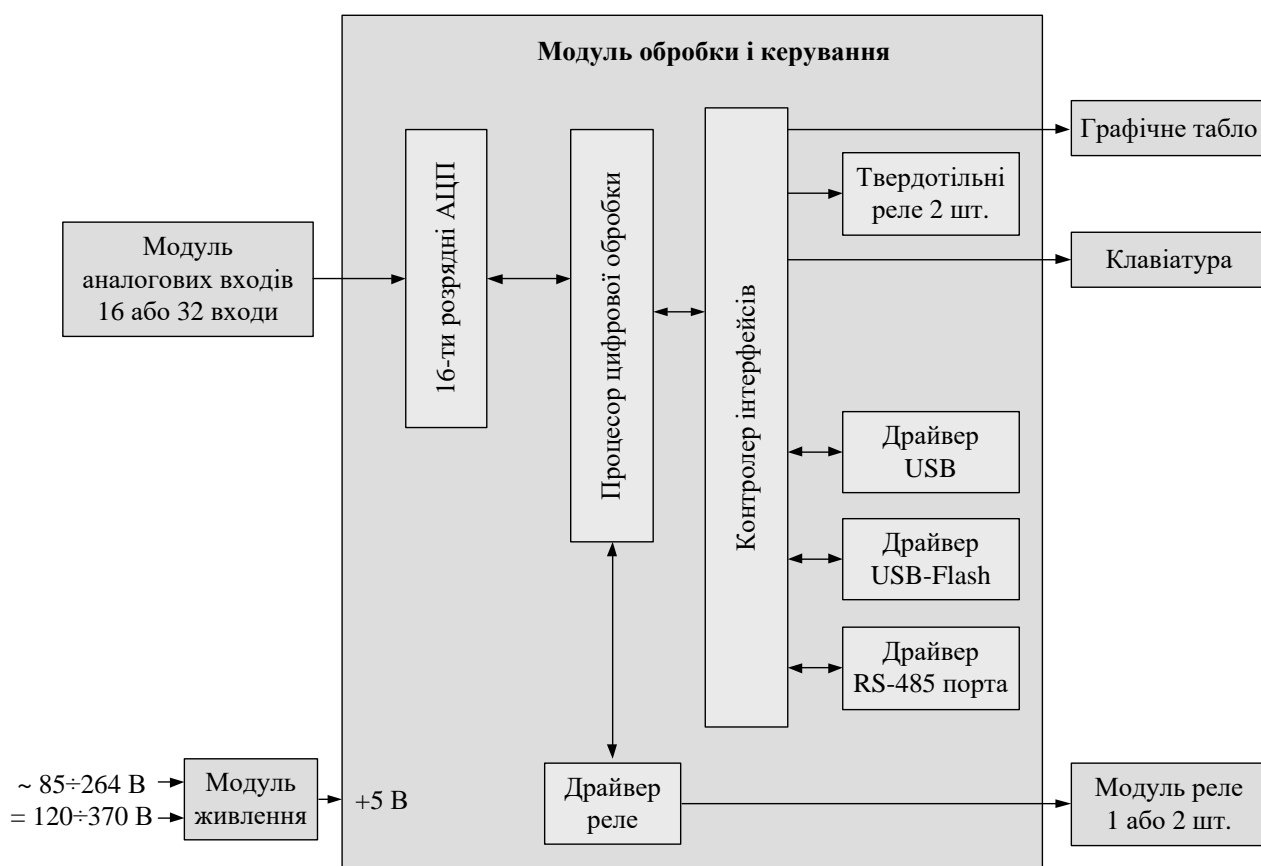 Модуль обробки і керування
Графічне табло
Твердотільні
реле 2 шт.
Клавіатура
Модуль
аналогових входів
16 або 32 входи
16-ти розрядні АЦП
Процесор цифрової обробки
Контролер інтерфейсів
Драйвер
USB
Драйвер
USB-Flash
Драйвер
RS-485 порта
~ 85÷264 В
= 120÷370 В
Модуль
живлення
+5 В
Драйвер
реле
Модуль реле
1 або 2 шт.